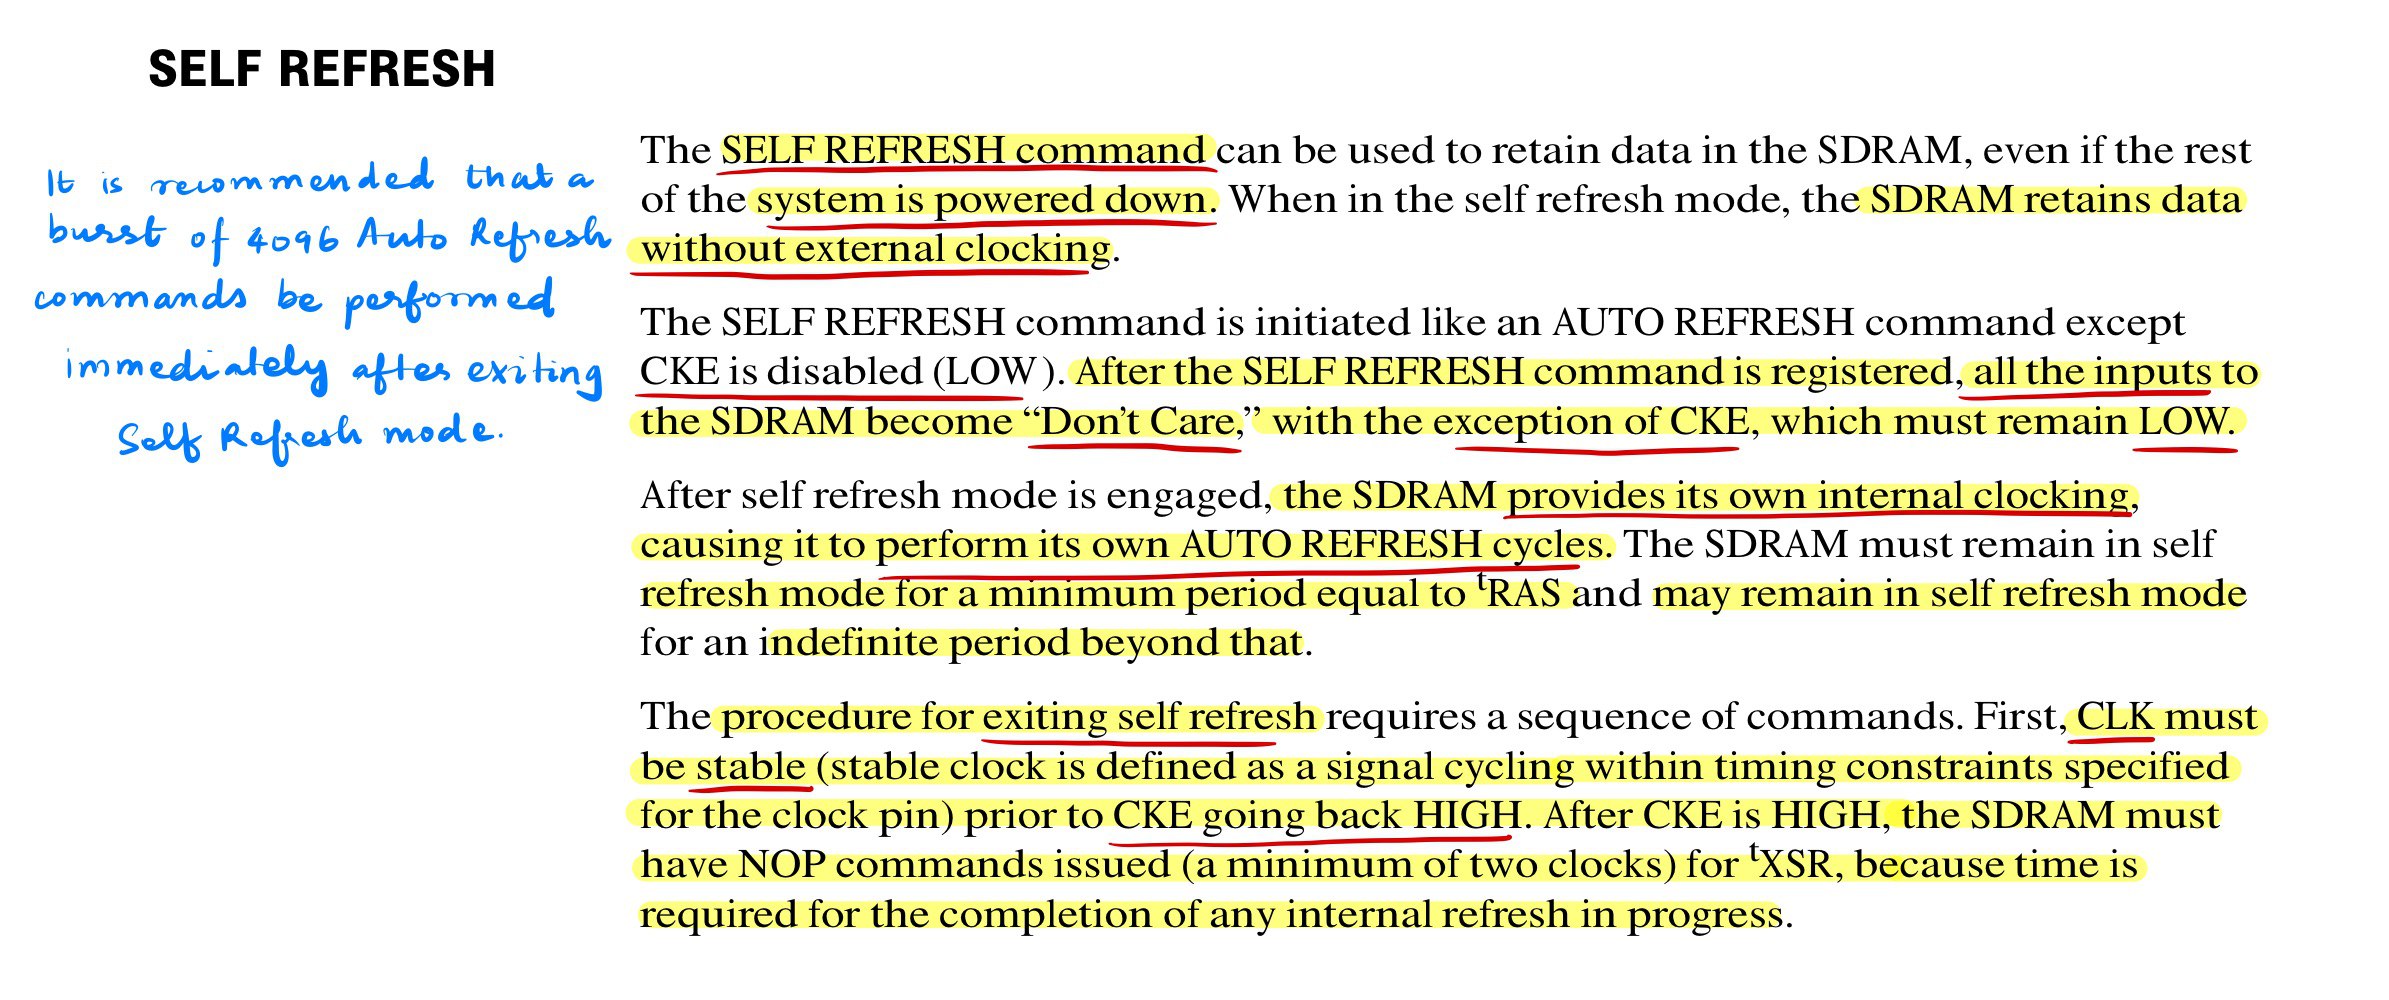 SELF REFRESH
It is recommended that a
burst of 4096 Auto Refresh
commands be performed
immediately after exiting
Self Refresh mode.
The SELF REFRESH command can be used to retain data in the SDRAM, even if the rest
of the system is powered down. When in the self refresh mode, the SDRAM retains data
without external clocking.
The SELF REFRESH command is initiated like an AUTO REFRESH command except
CKE is disabled (LOW). After the SELF REFRESH command is registered, all the inputs to
the SDRAM become “Don’t Care,” with the exception of CKE, which must remain LOW.
After self refresh mode is engaged, the SDRAM provides its own internal clocking,
causing it to perform its own AUTO REFRESH cycles. The SDRAM must remain in self
refresh mode for a minimum period equal to tRAS and may remain in self refresh mode
for an indefinite period beyond that.
The procedure for exiting self refresh requires a sequence of commands. First, CLK must
be stable (stable clock is defined as a signal cycling within timing constraints specified
for the clock pin) prior to CKE going back HIGH. After CKE is HIGH, the SDRAM must
have NOP commands issued (a minimum of two clocks) for tXSR, because time is
required for the completion of any internal refresh in progress.